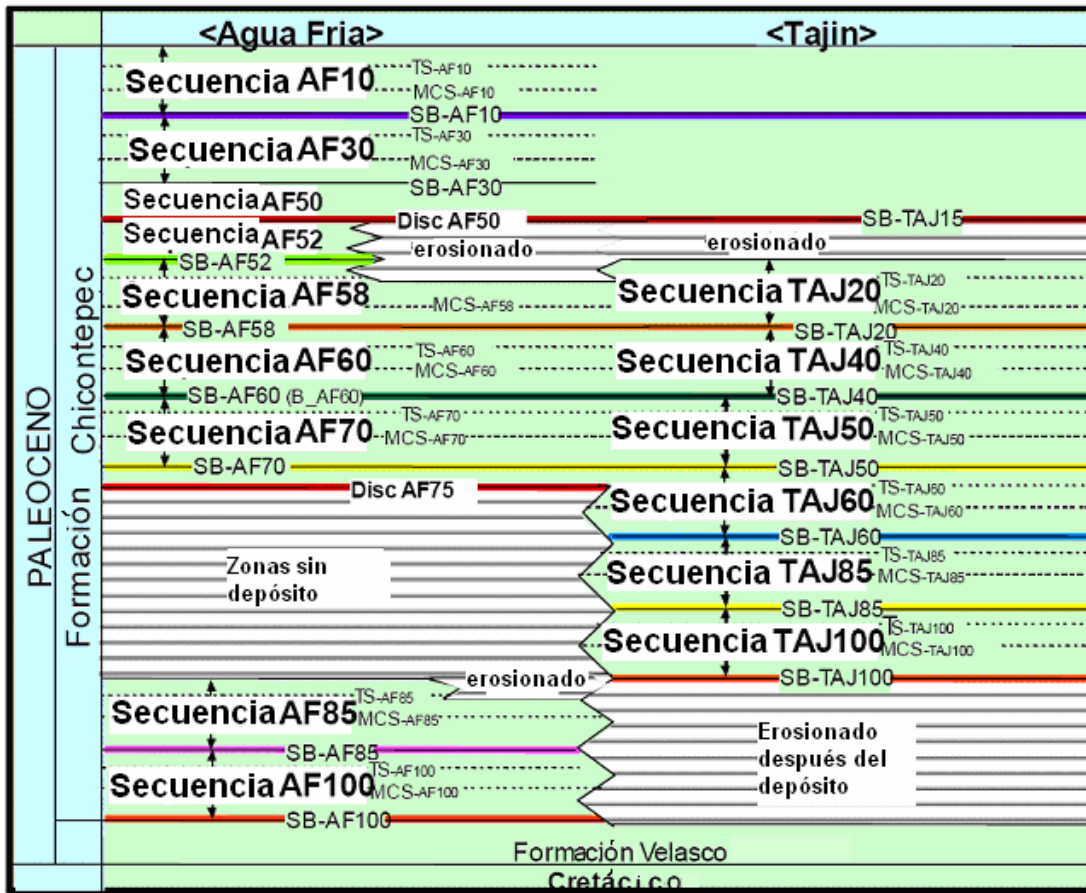 <Agua Fria> <Tajin>
PALEOCENO
Formación Chicontepec
Secuencia AF10
TS-AF10
MCS-AF10
SB-AF10
Secuencia AF30
TS-AF30
MCS-AF30
SB-AF30
Secuencia AF50
Disc AF50
SB-TAJ15
Secuencia AF52
erosionado
erosionado
SB-AF52
Secuencia AF58
MCS-AF58
Secuencia TAJ20
TS-TAJ20
MCS-TAJ20
SB-AF58
SB-TAJ20
Secuencia AF60
TS-AF60
MCS-AF60
Secuencia TAJ40
TS-TAJ40
MCS-TAJ40
SB-AF60 (B_AF60)
SB-TAJ40
Secuencia AF70
TS-AF70
MCS-AF70
Secuencia TAJ50
TS-TAJ50
MCS-TAJ50
SB-AF70
SB-TAJ50
Disc AF75
Secuencia TAJ60
TS-TAJ60
MCS-TAJ60
SB-TAJ60
Zonas sin
depósito
Secuencia TAJ85
TS-TAJ85
MCS-TAJ85
SB-TAJ85
Secuencia TAJ100
TS-TAJ100
MCS-TAJ100
erosionado
SB-TAJ100
Secuencia AF85
TS-AF85
MCS-AF85
SB-AF85
Erosionado
después del
depósito
Secuencia AF100
TS-AF100
MCS-AF100
SB-AF100
Formación Velasco
Cretácico